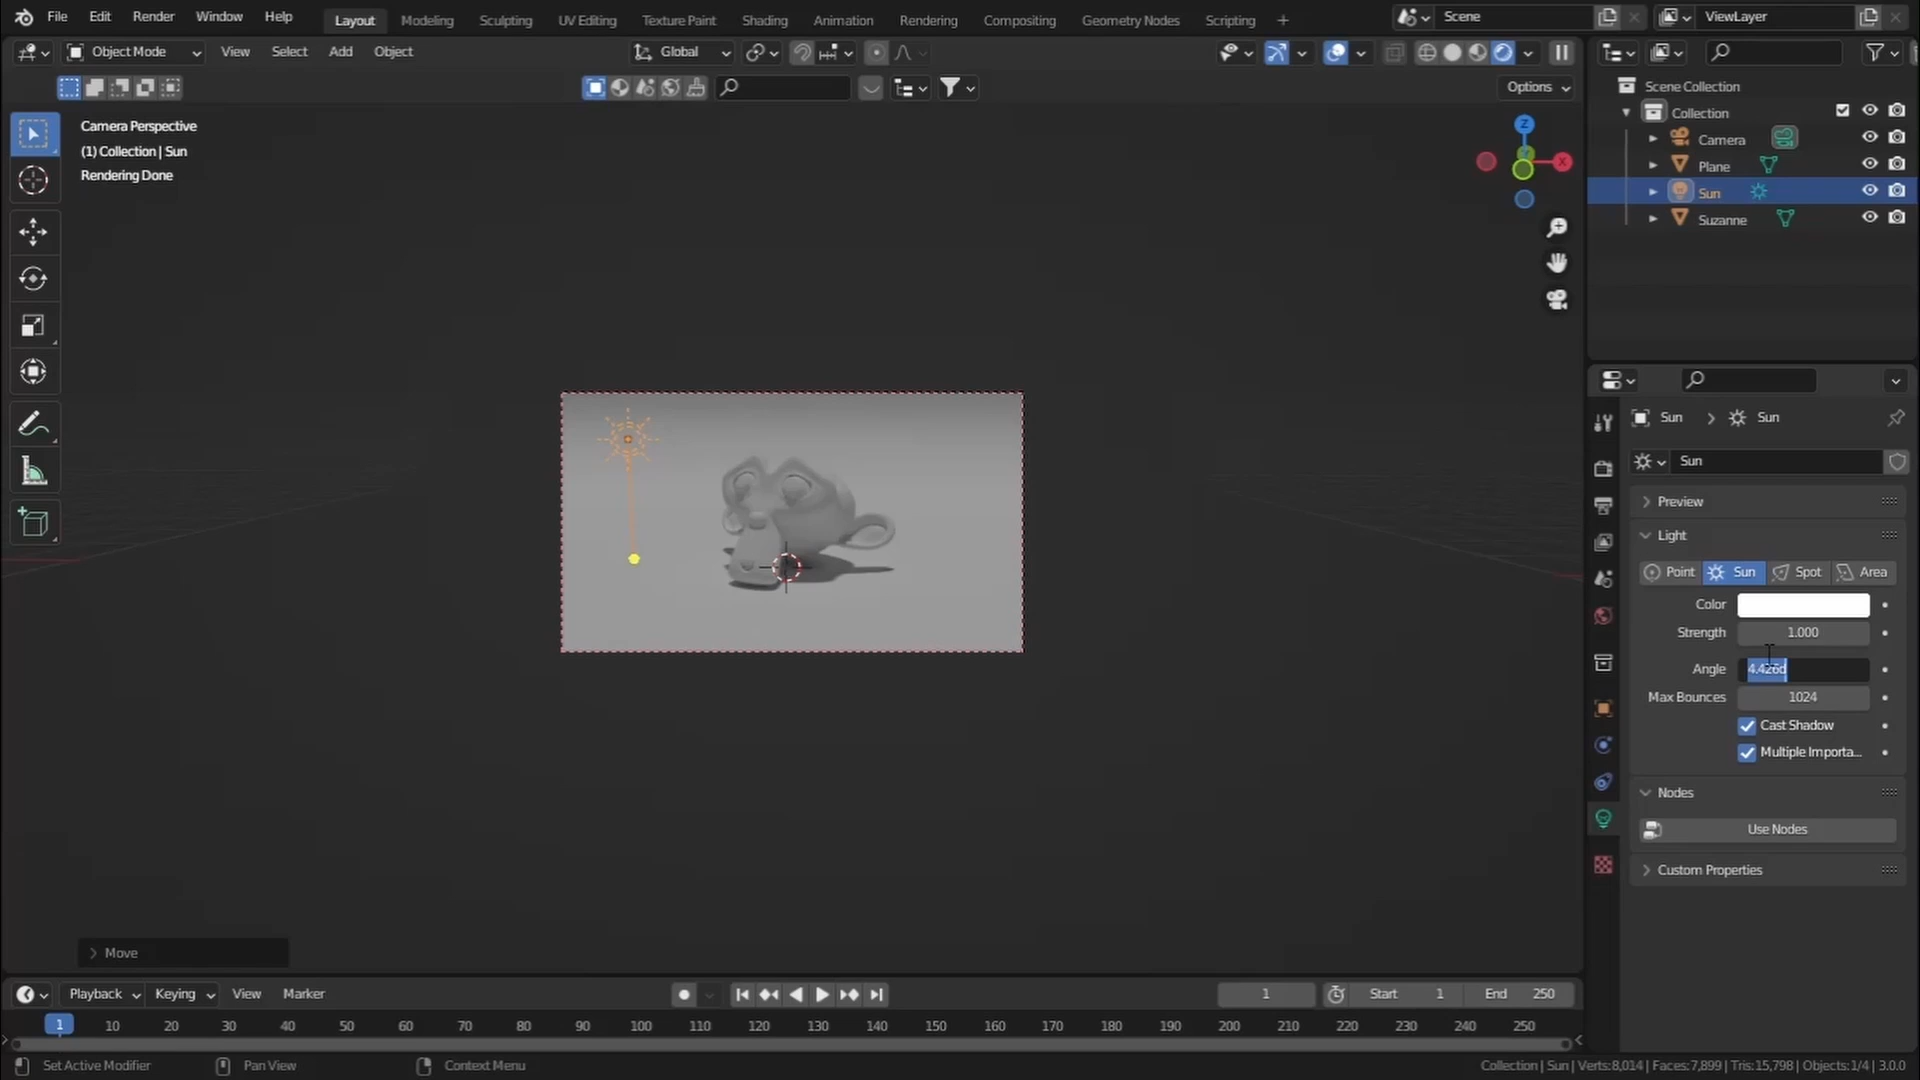 File Edit Render Window Help Layout Modeling Sculpting UV Editing Texture Paint Shading Animation Rendering Compositing Geometry Nodes Scripting + Scene ViewLayer
Object Mode View Select Add Object Global
Options
Camera Perspective
(1) Collection | Sun
Rendering Done
Z
X
Scene Collection
Collection
Camera
Plane
Sun
Suzanne
Sun Sun
Sun
Preview
Light
Point Sun Spot Area
Color
Strength 1.000
Angle 4.426d
Max Bounces 1024
Cast Shadow
Multiple Importa...
Nodes
Use Nodes
Custom Properties
Move
Playback Keying View Marker 1 Start 1 End 250
1 10 20 30 40 50 60 70 80 90 100 110 120 130 140 150 160 170 180 190 200 210 220 230 240 250
Set Active Modifier Pan View Context Menu Collection | Sun | Verts:8,014 | Faces:7,899 | Tris:15,798 | Objects:1/4 | 3.0.0